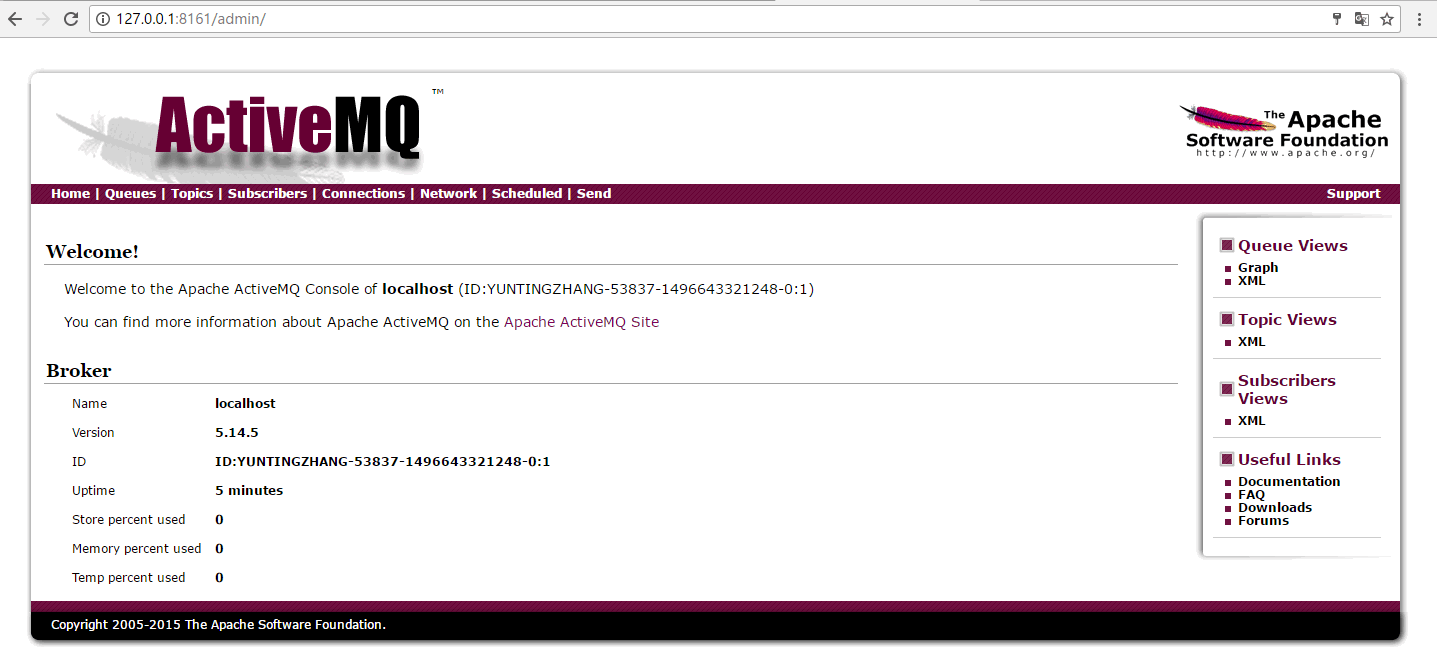 127.0.0.1:8161/admin/
ActiveMQ ™
The Apache
Software Foundation
http://www.apache.org/
Home | Queues | Topics | Subscribers | Connections | Network | Scheduled | Send
Support
Welcome!
Welcome to the Apache ActiveMQ Console of localhost (ID:YUNTINGZHANG-53837-1496643321248-0:1)
You can find more information about Apache ActiveMQ on the Apache ActiveMQ Site
Broker
Name localhost
Version 5.14.5
ID ID:YUNTINGZHANG-53837-1496643321248-0:1
Uptime 5 minutes
Store percent used 0
Memory percent used 0
Temp percent used 0
Queue Views
Graph
XML
Topic Views
XML
Subscribers
Views
XML
Useful Links
Documentation
FAQ
Downloads
Forums
Copyright 2005-2015 The Apache Software Foundation.